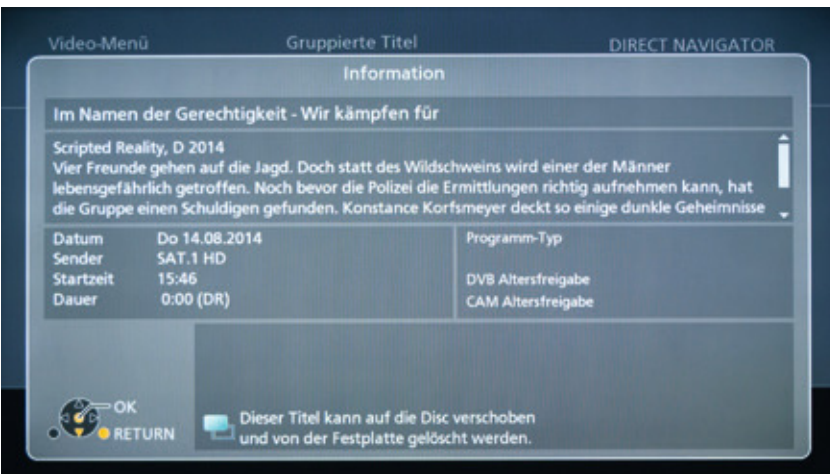 Video-Menü
Gruppierte Titel
DIRECT NAVIGATOR
Information
Im Namen der Gerechtigkeit - Wir kämpfen für
Scripted Reality, D 2014
Vier Freunde gehen auf die Jagd. Doch statt des Wildschweins wird einer der Männer
lebensgefährlich getroffen. Noch bevor die Polizei die Ermittlungen richtig aufnehmen kann, hat
die Gruppe einen Schuldigen gefunden. Konstance Korfsmeyer deckt so einige dunkle Geheimnisse
Datum Do 14.08.2014
Sender SAT.1 HD
Startzeit 15:46
Dauer 0:00 (DR)
Programm-Typ
DVB Altersfreigabe
CAM Altersfreigabe
OK
RETURN
Dieser Titel kann auf die Disc verschoben
und von der Festplatte gelöscht werden.